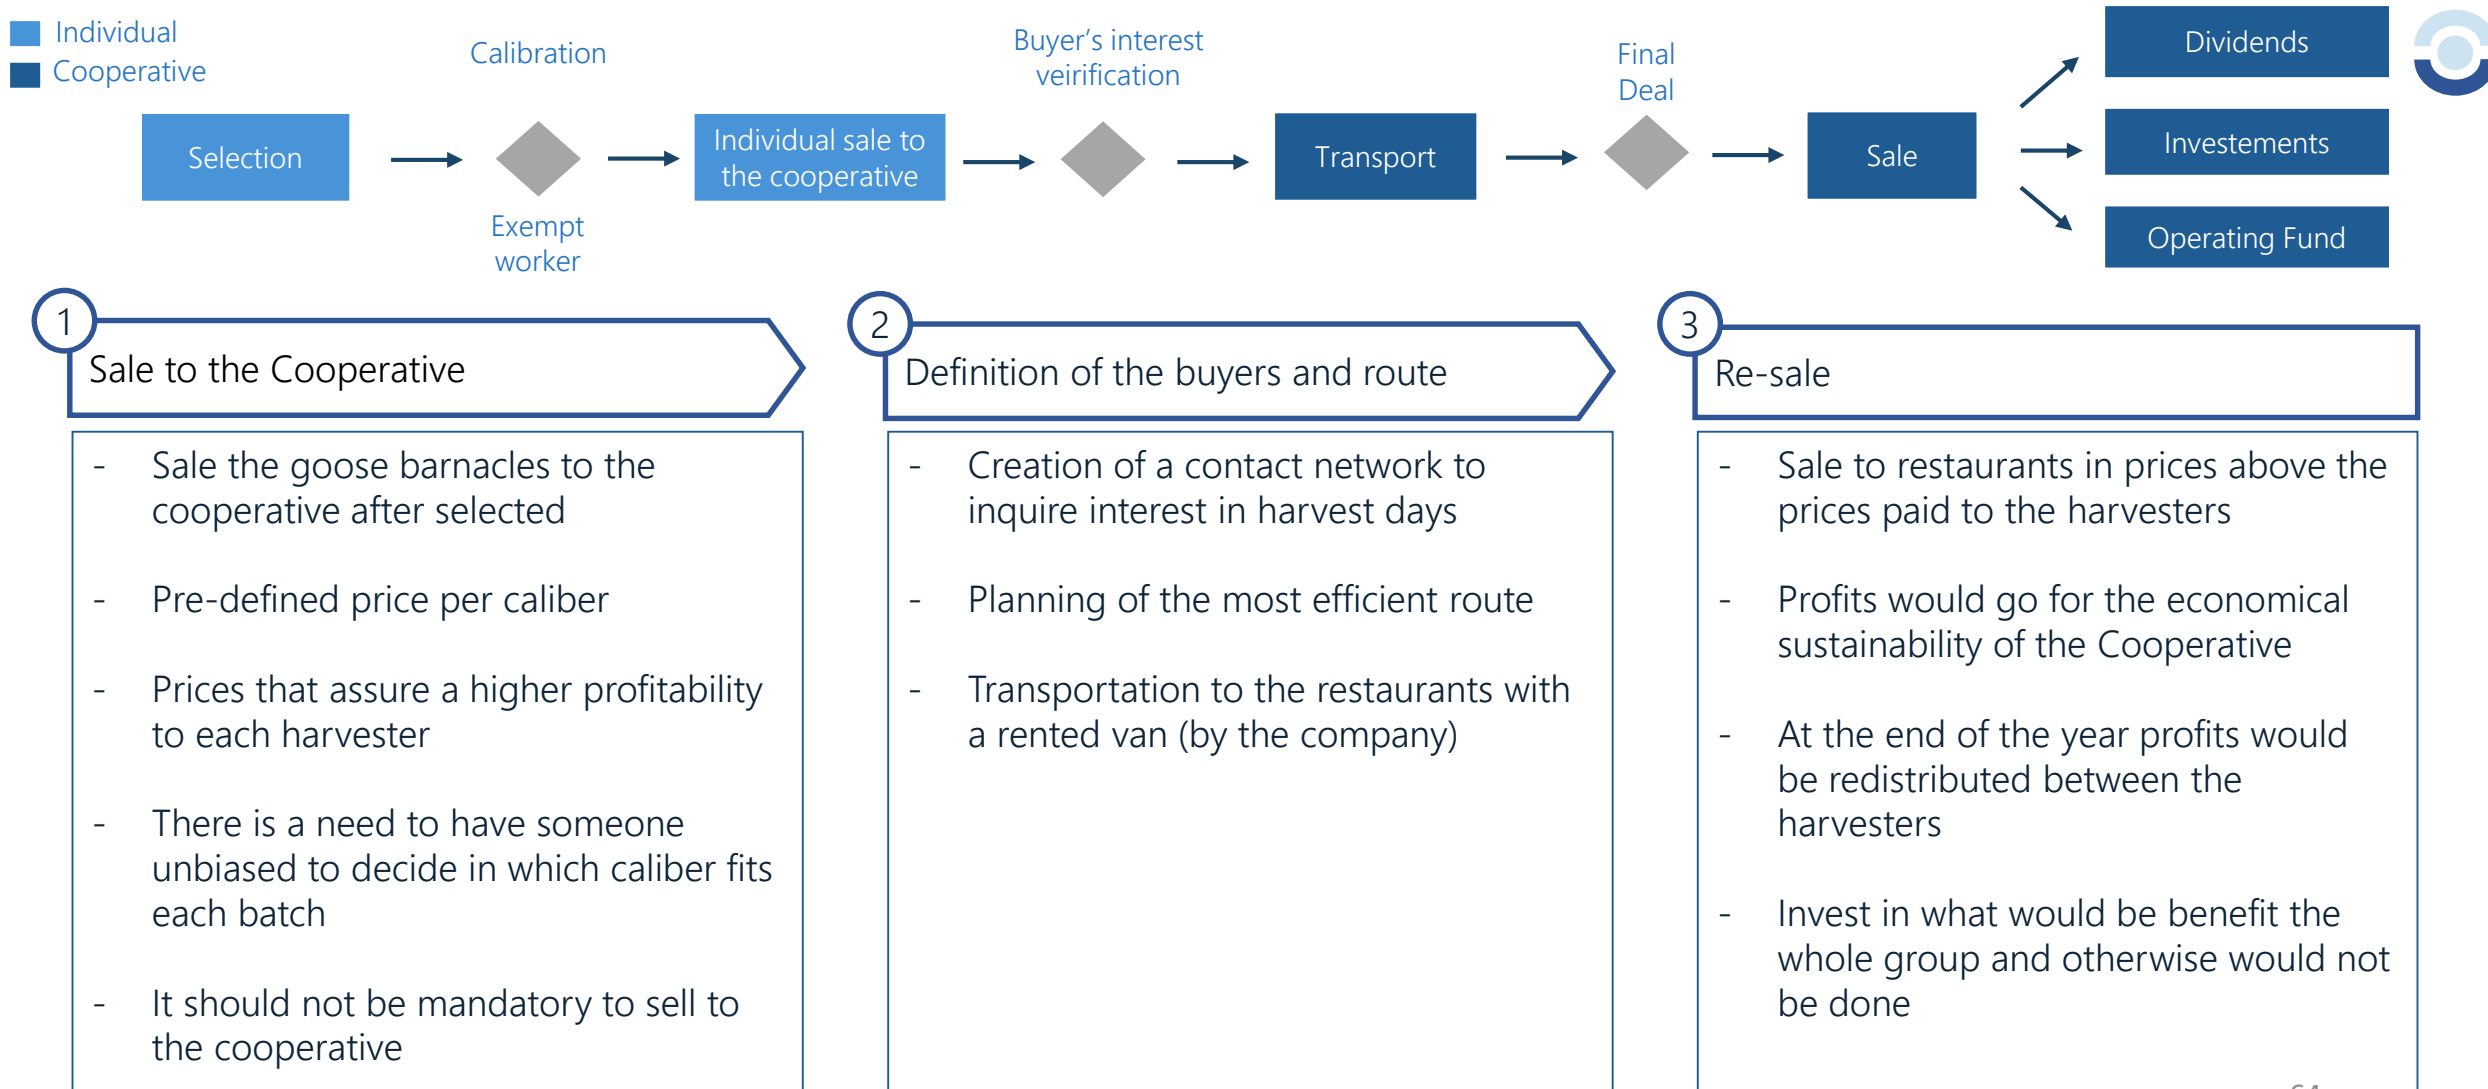 Individual
Cooperative
Calibration
Buyer's interest
veirification
Final
Deal
Dividends
Selection
Individual sale to
the cooperative
Transport
Sale
Investements
Exempt
worker
Operating Fund
1
Sale to the Cooperative
- Sale the goose barnacles to the
cooperative after selected
- Pre-defined price per caliber
- Prices that assure a higher profitability
to each harvester
- There is a need to have someone
unbiased to decide in which caliber fits
each batch
- It should not be mandatory to sell to
the cooperative
2
Definition of the buyers and route
- Creation of a contact network to
inquire interest in harvest days
- Planning of the most efficient route
- Transportation to the restaurants with
a rented van (by the company)
3
Re-sale
- Sale to restaurants in prices above the
prices paid to the harvesters
- Profits would go for the economical
sustainability of the Cooperative
- At the end of the year profits would
be redistributed between the
harvesters
- Invest in what would be benefit the
whole group and otherwise would not
be done